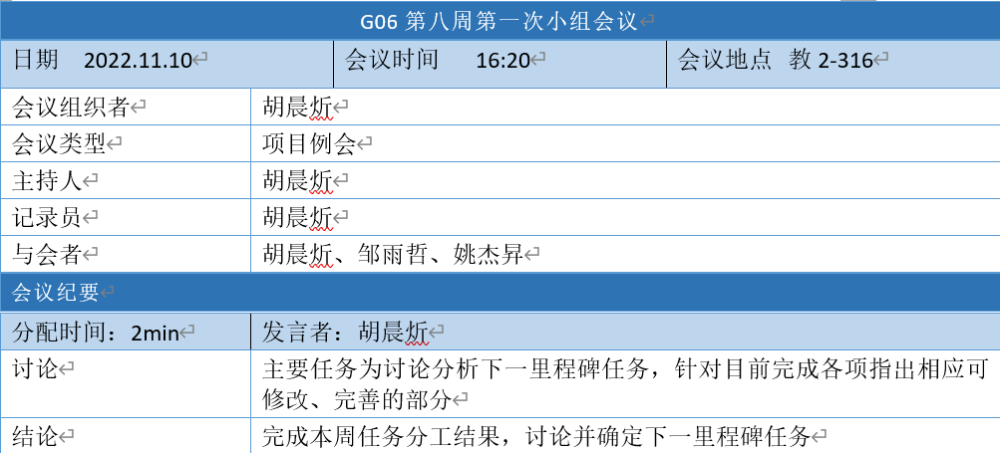 G06 第八周第一次小组会议
日期 2022.11.10 会议时间 16:20 会议地点 教 2-316
会议组织者 胡晨炘
会议类型 项目例会
主持人 胡晨炘
记录员 胡晨炘
与会者 胡晨炘、邹雨哲、姚杰昇
会议纪要
分配时间：2min 发言者：胡晨炘
讨论 主要任务为讨论分析下一里程碑任务，针对目前完成各项指出相应可
修改、完善的部分
结论 完成本周任务分工结果，讨论并确定下一里程碑任务